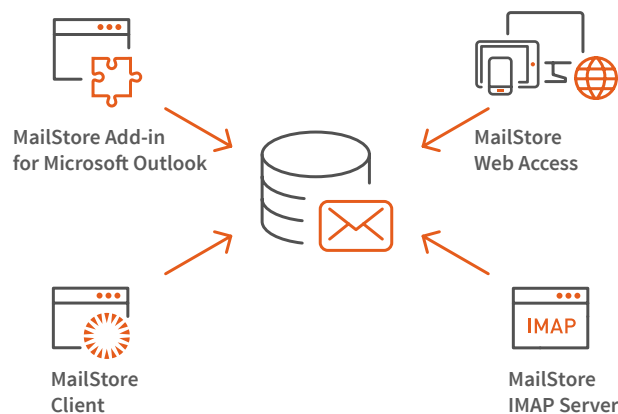 MailStore Add-in
for Microsoft Outlook
MailStore
Web Access
MailStore
Client
IMAP
MailStore
IMAP Server